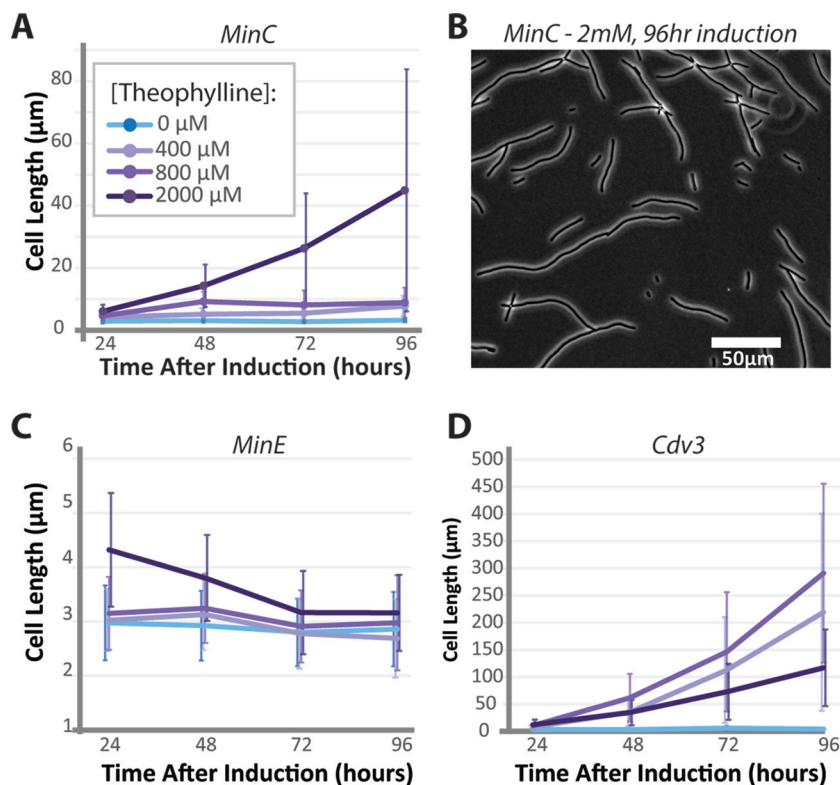 A
MinC
Cell Length (μm)
80
60
40
20
0
[Theophylline]:
0 μM
400 μM
800 μM
2000 μM
24 48 72 96
Time After Induction (hours)
B
MinC - 2mM, 96hr induction
50μm
C
MinE
Cell Length (μm)
6
5
4
3
2
1
24 48 72 96
Time After Induction (hours)
D
Cdv3
Cell Length (μm)
500
450
400
350
300
250
200
150
100
50
0
24 48 72 96
Time After Induction (hours)